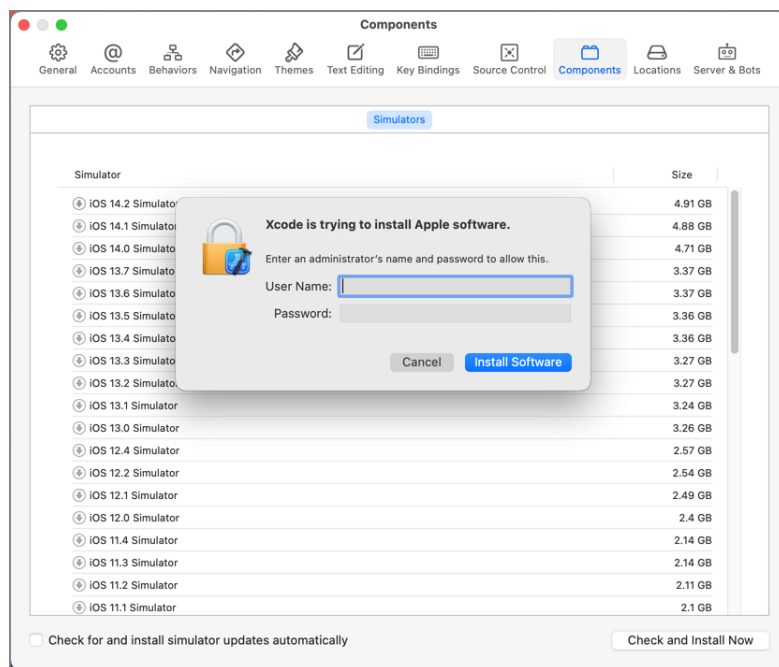 Components
General Accounts Behaviors Navigation Themes Text Editing Key Bindings Source Control Components Locations Server & Bots
Simulators
Simulator Size
iOS 14.2 Simulator 4.91 GB
iOS 14.1 Simulator 4.88 GB
iOS 14.0 Simulato 4.71 GB
iOS 13.7 Simulato 3.37 GB
iOS 13.6 Simulato 3.37 GB
iOS 13.5 Simulato 3.36 GB
iOS 13.4 Simulato 3.36 GB
iOS 13.3 Simulato 3.27 GB
iOS 13.2 Simulato 3.27 GB
iOS 13.1 Simulator 3.24 GB
iOS 13.0 Simulator 3.26 GB
iOS 12.4 Simulator 2.57 GB
iOS 12.2 Simulator 2.54 GB
iOS 12.1 Simulator 2.49 GB
iOS 12.0 Simulator 2.4 GB
iOS 11.4 Simulator 2.14 GB
iOS 11.3 Simulator 2.14 GB
iOS 11.2 Simulator 2.11 GB
iOS 11.1 Simulator 2.1 GB
Xcode is trying to install Apple software.
Enter an administrator's name and password to allow this.
User Name:
Password:
Cancel Install Software
Check for and install simulator updates automatically Check and Install Now